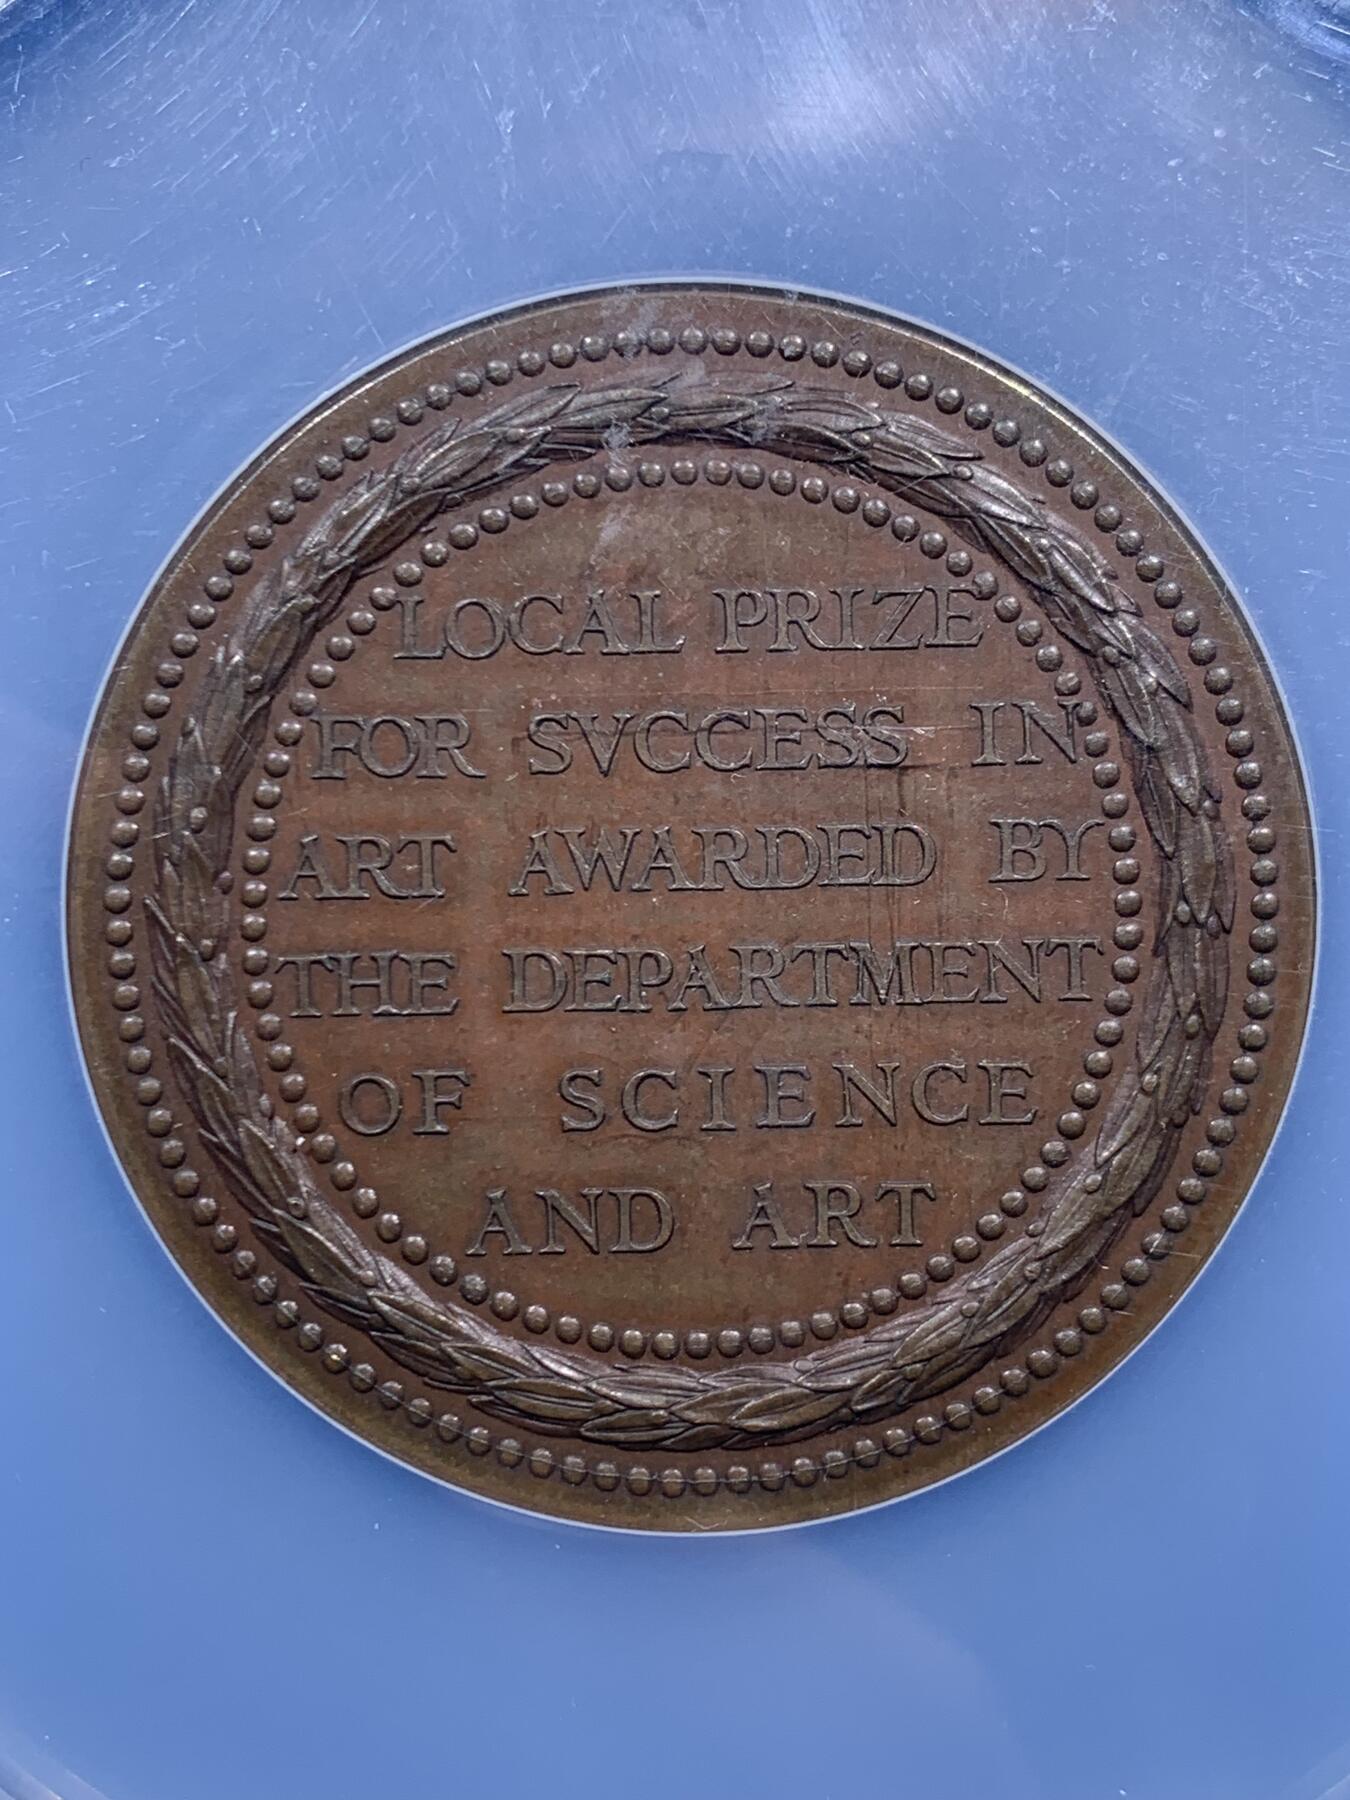 LOCAL PRIZE
FOR SVCCESS IN
ART AWARDED BY
THE DEPARTMENT
OF SCIENCE
AND ART